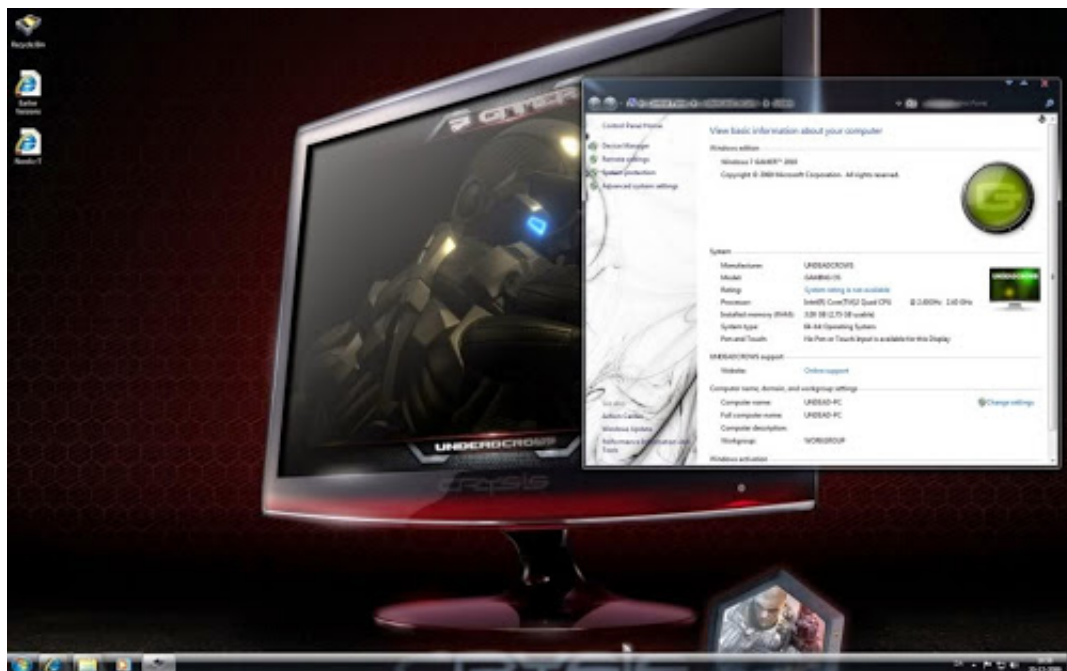 Recycle Bin
View basic information about your computer
Control Panel Home
Windows edition
Device Manager
Windows 7 GAMER™
Remote settings
Copyright © Microsoft Corporation. All rights reserved.
System protection
Advanced system settings
System
Manufacturer: UNDEADCROWS
Model: GAMING OS
Rating: System rating is not available
Processor: Intel(R) Core(TM)2 Quad CPU
Installed memory (RAM):
System type: Operating System
Pen and Touch: No Pen or Touch Input is available for this Display
UNDEADCROWS support
Website: Online support
Computer name, domain, and workgroup settings
Computer name: UNDEAD-PC
Change settings
Full computer name: UNDEAD-PC
Computer description:
Workgroup: WORKGROUP
Windows activation
See also
Action Center
Windows Update
Performance Information and Tools
UNDEADCROWS
CRYSIS